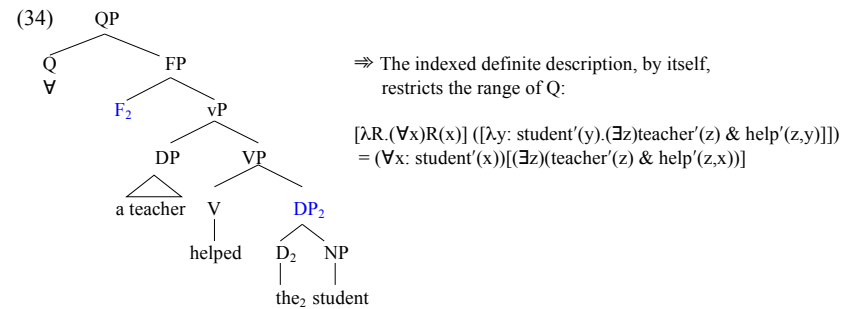 (34) QP
Q FP ⇛ The indexed definite description, by itself,
∀ restricts the range of Q:
F₂ vP
[λR.(∀x)R(x)] ([λy: student′(y).(∃z)teacher′(z) & help′(z,y)]])
DP VP = (∀x: student′(x))[(∃z)(teacher′(z) & help′(z,x))]
a teacher V DP₂
helped D₂ NP
the₂ student